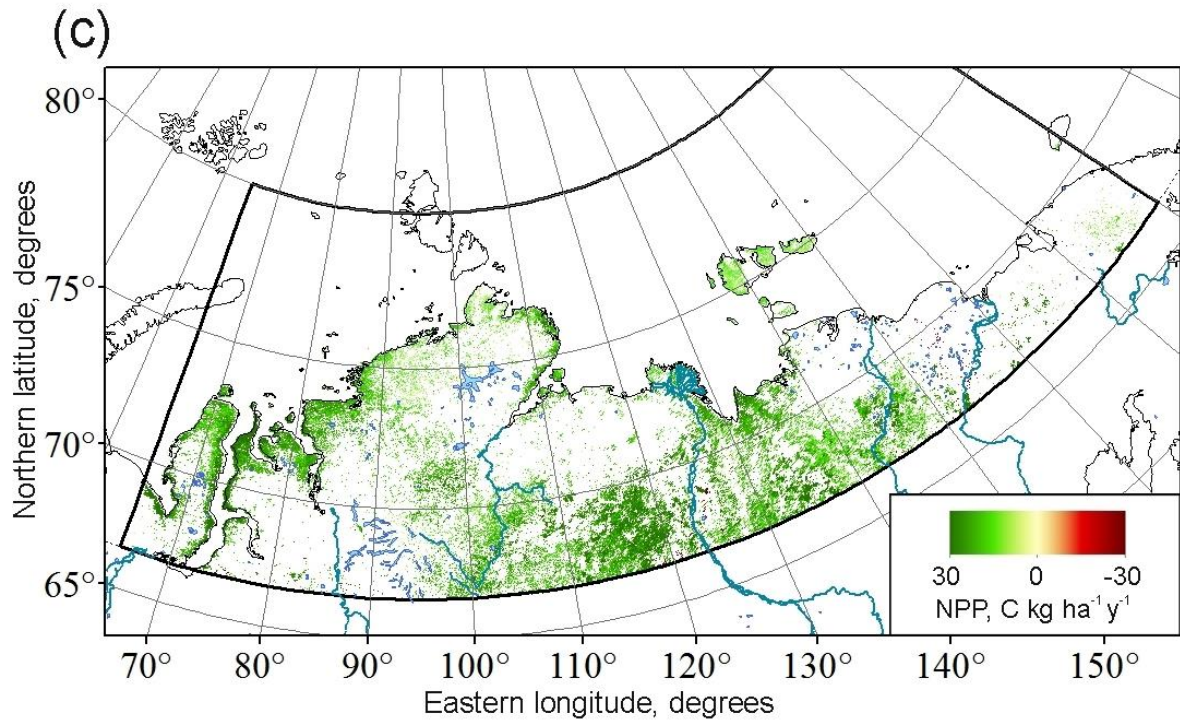 (c)
80°
75°
70°
65°
Northern latitude, degrees
30 0 -30
NPP, C kg ha⁻¹ y⁻¹
70° 80° 90° 100° 110° 120° 130° 140° 150°
Eastern longitude, degrees